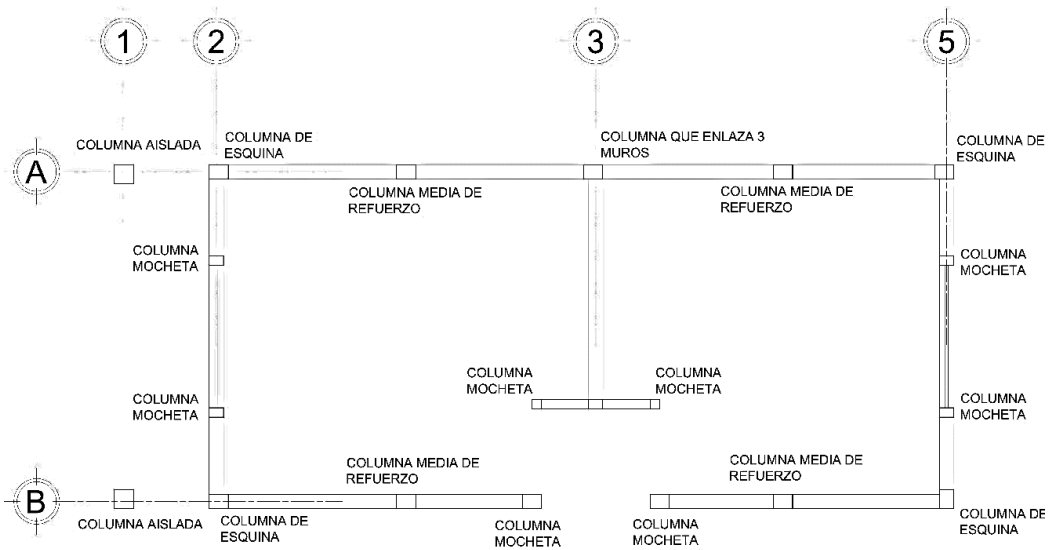 1
2
3
5
COLUMNA AISLADA
COLUMNA DE
ESQUINA
COLUMNA QUE ENLAZA 3
MUROS
COLUMNA DE
ESQUINA
A
COLUMNA MEDIA DE
REFUERZO
COLUMNA MEDIA DE
REFUERZO
COLUMNA
MOCHETA
COLUMNA
MOCHETA
COLUMNA
MOCHETA
COLUMNA
MOCHETA
COLUMNA
MOCHETA
COLUMNA
MOCHETA
COLUMNA MEDIA DE
REFUERZO
COLUMNA MEDIA DE
REFUERZO
B
COLUMNA AISLADA
COLUMNA DE
ESQUINA
COLUMNA
MOCHETA
COLUMNA
MOCHETA
COLUMNA DE
ESQUINA